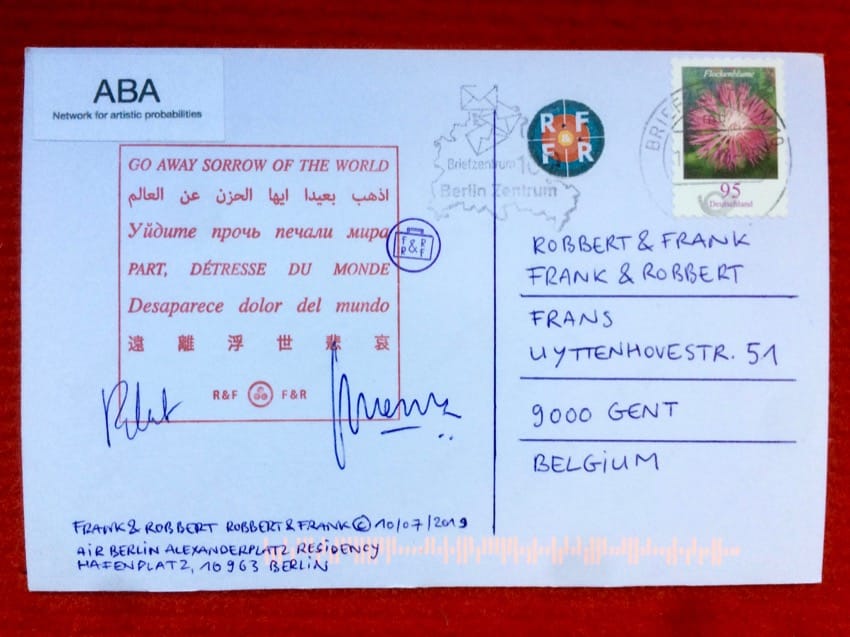 ABA
Network for artistic probabilities
GO AWAY SORROW OF THE WORLD
اذهب بعيدا ايها الحزن عن العالم
Уйдите прочь печали мира
PART, DÉTRESSE DU MONDE
Desaparece dolor del mundo
遠離浮世悲哀
R&F F&R
F&R
R&F
Briefzentrum 10
Berlin Zentrum
R F
&
F R
BRIEF
Flockenblume
95
Deutschland
ROBBERT & FRANK
FRANK & ROBBERT
FRANS
UYTTENHOVESTR. 51
9000 GENT
BELGIUM
FRANK & ROBBERT ROBBERT & FRANK © 10/07/2019
AIR BERLIN ALEXANDERPLATZ RESIDENCY
HAFENPLATZ, 10963 BERLIN